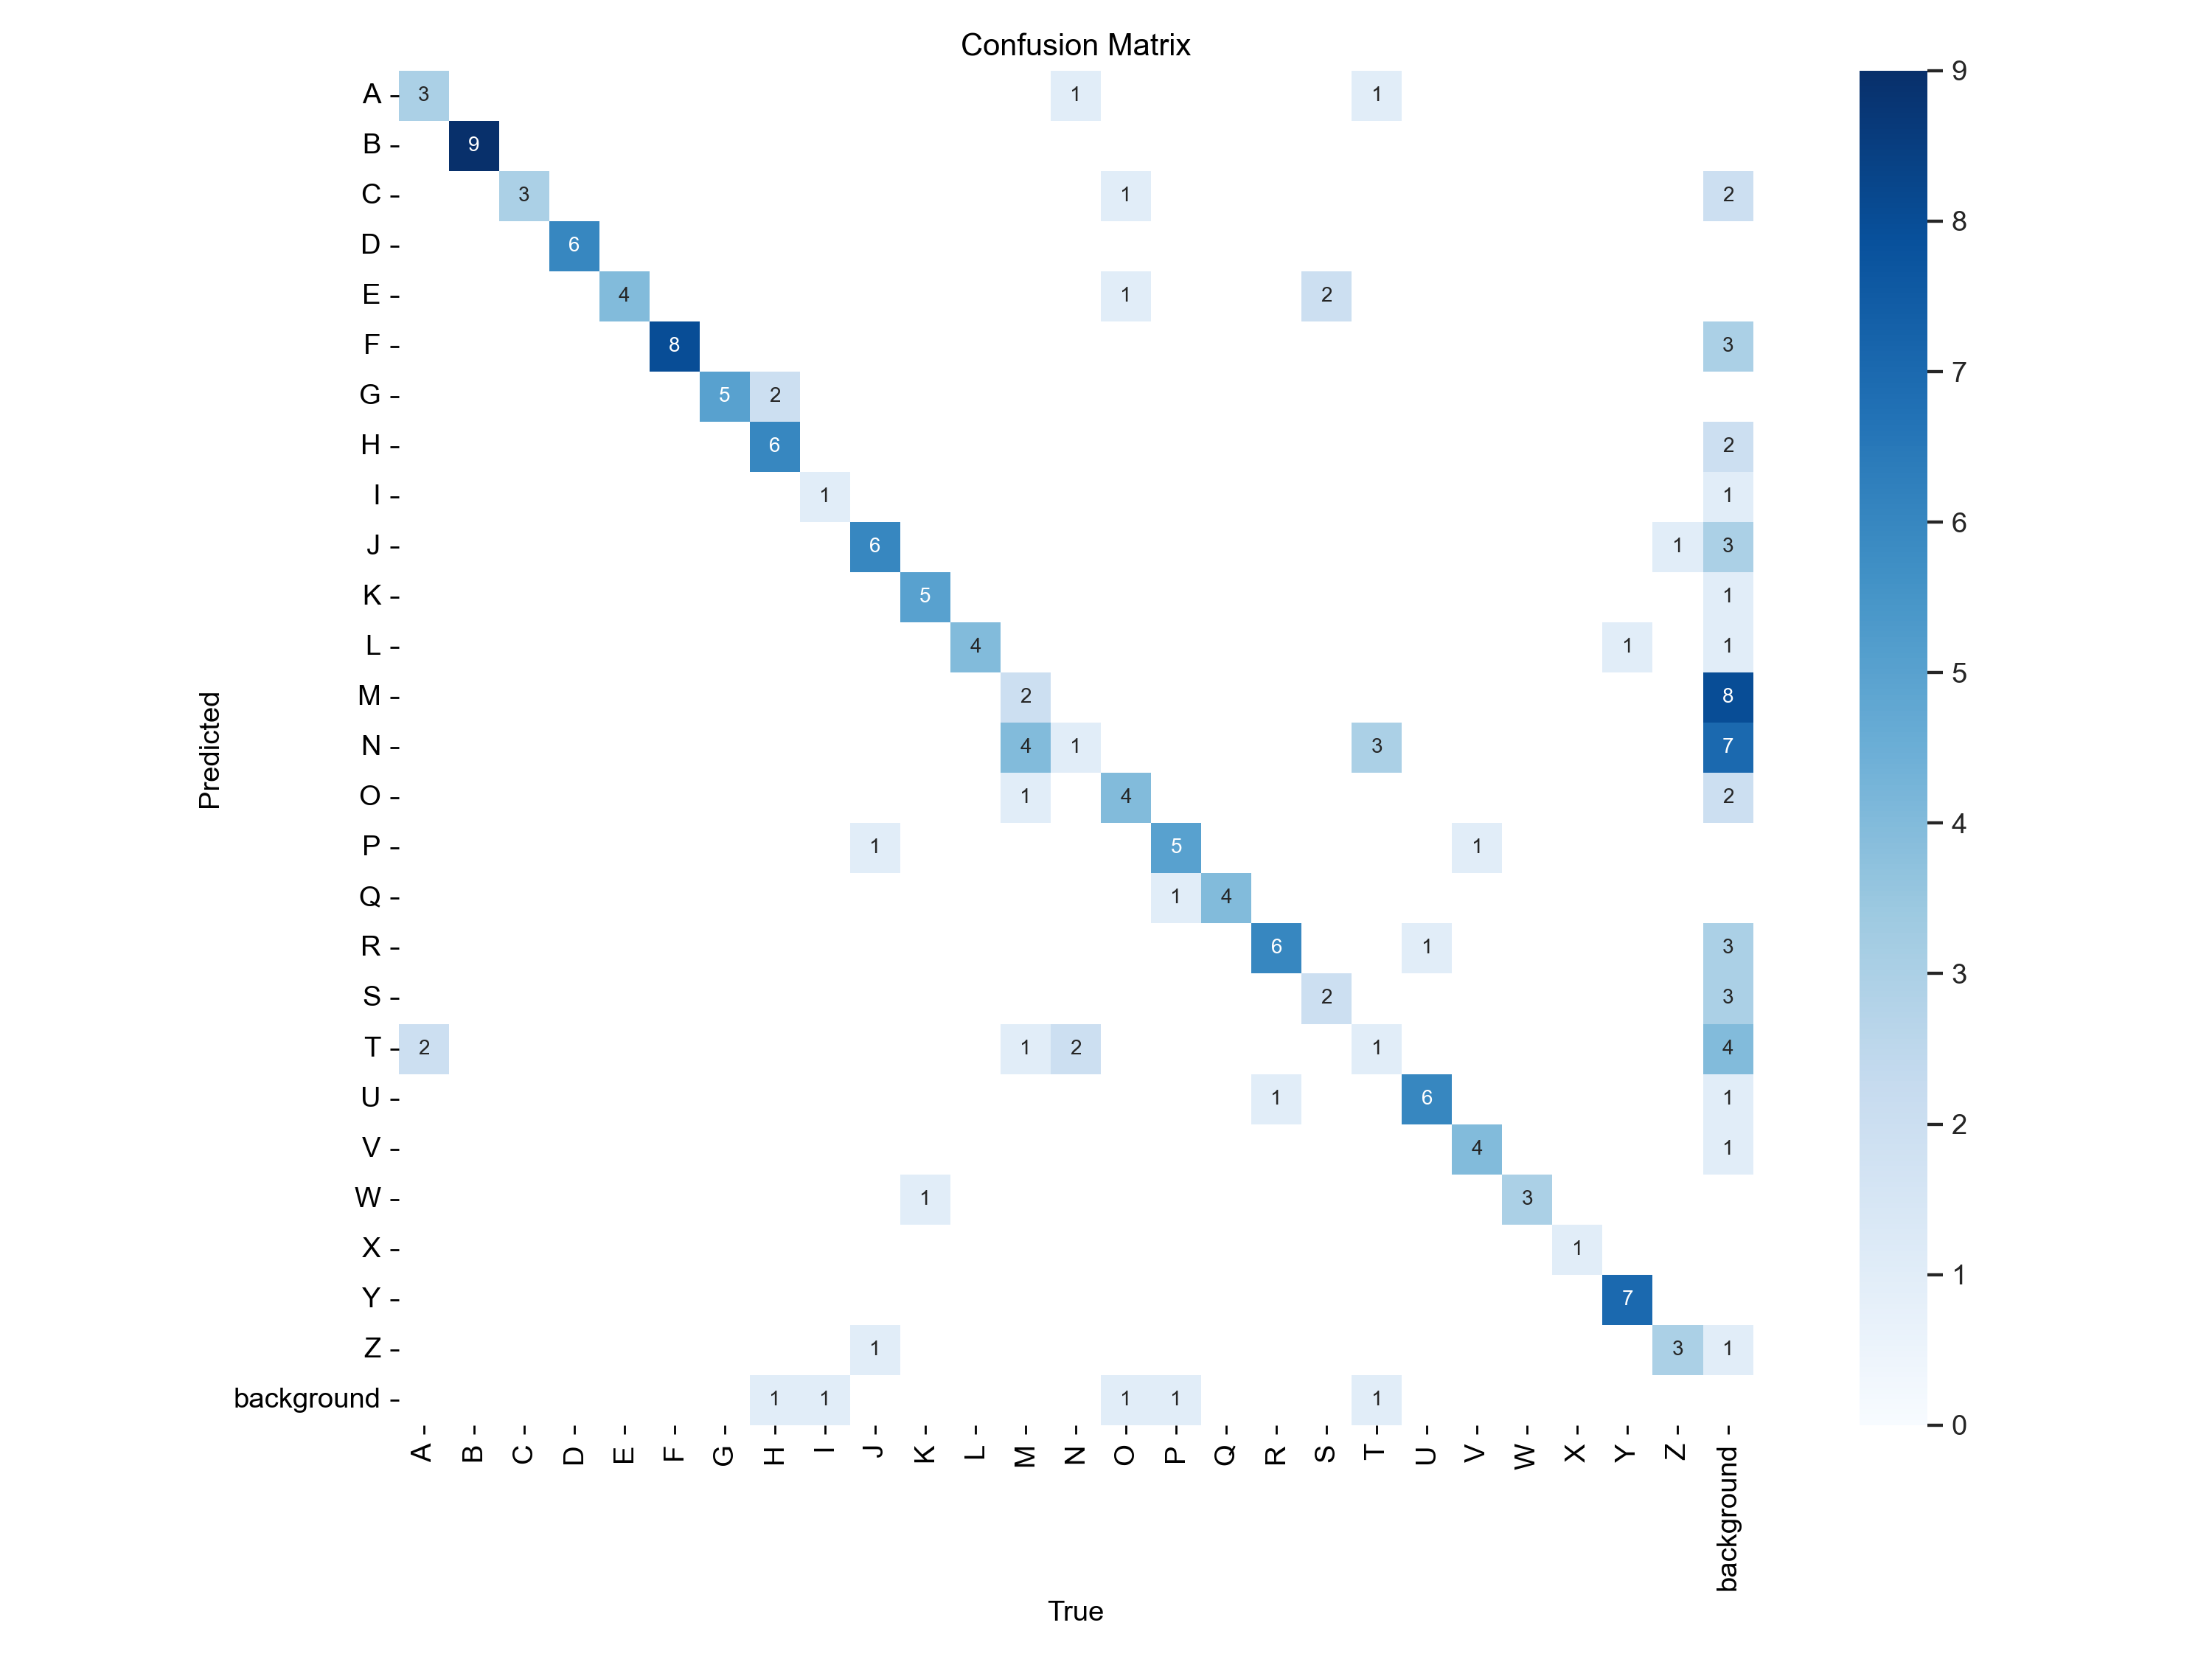 Confusion Matrix
A 3 1 1
B 9
C 3 1 2
D 6
E 4 1 2
F 8 3
G 5 2
H 6 2
I 1 1
J 6 1 3
K 5 1
L 4 1 1
M 2 8
N 4 1 3 7
O 1 4 2
P 1 5 1
Q 1 4
R 6 1 3
S 2 3
T 2 1 2 1 4
U 1 6 1
V 4 1
W 1 3
X 1
Y 7
Z 1 3 1
background 1 1 1 1 1
A B C D E F G H I J K L M N O P Q R S T U V W X Y Z background
Predicted
True
9
8
7
6
5
4
3
2
1
0